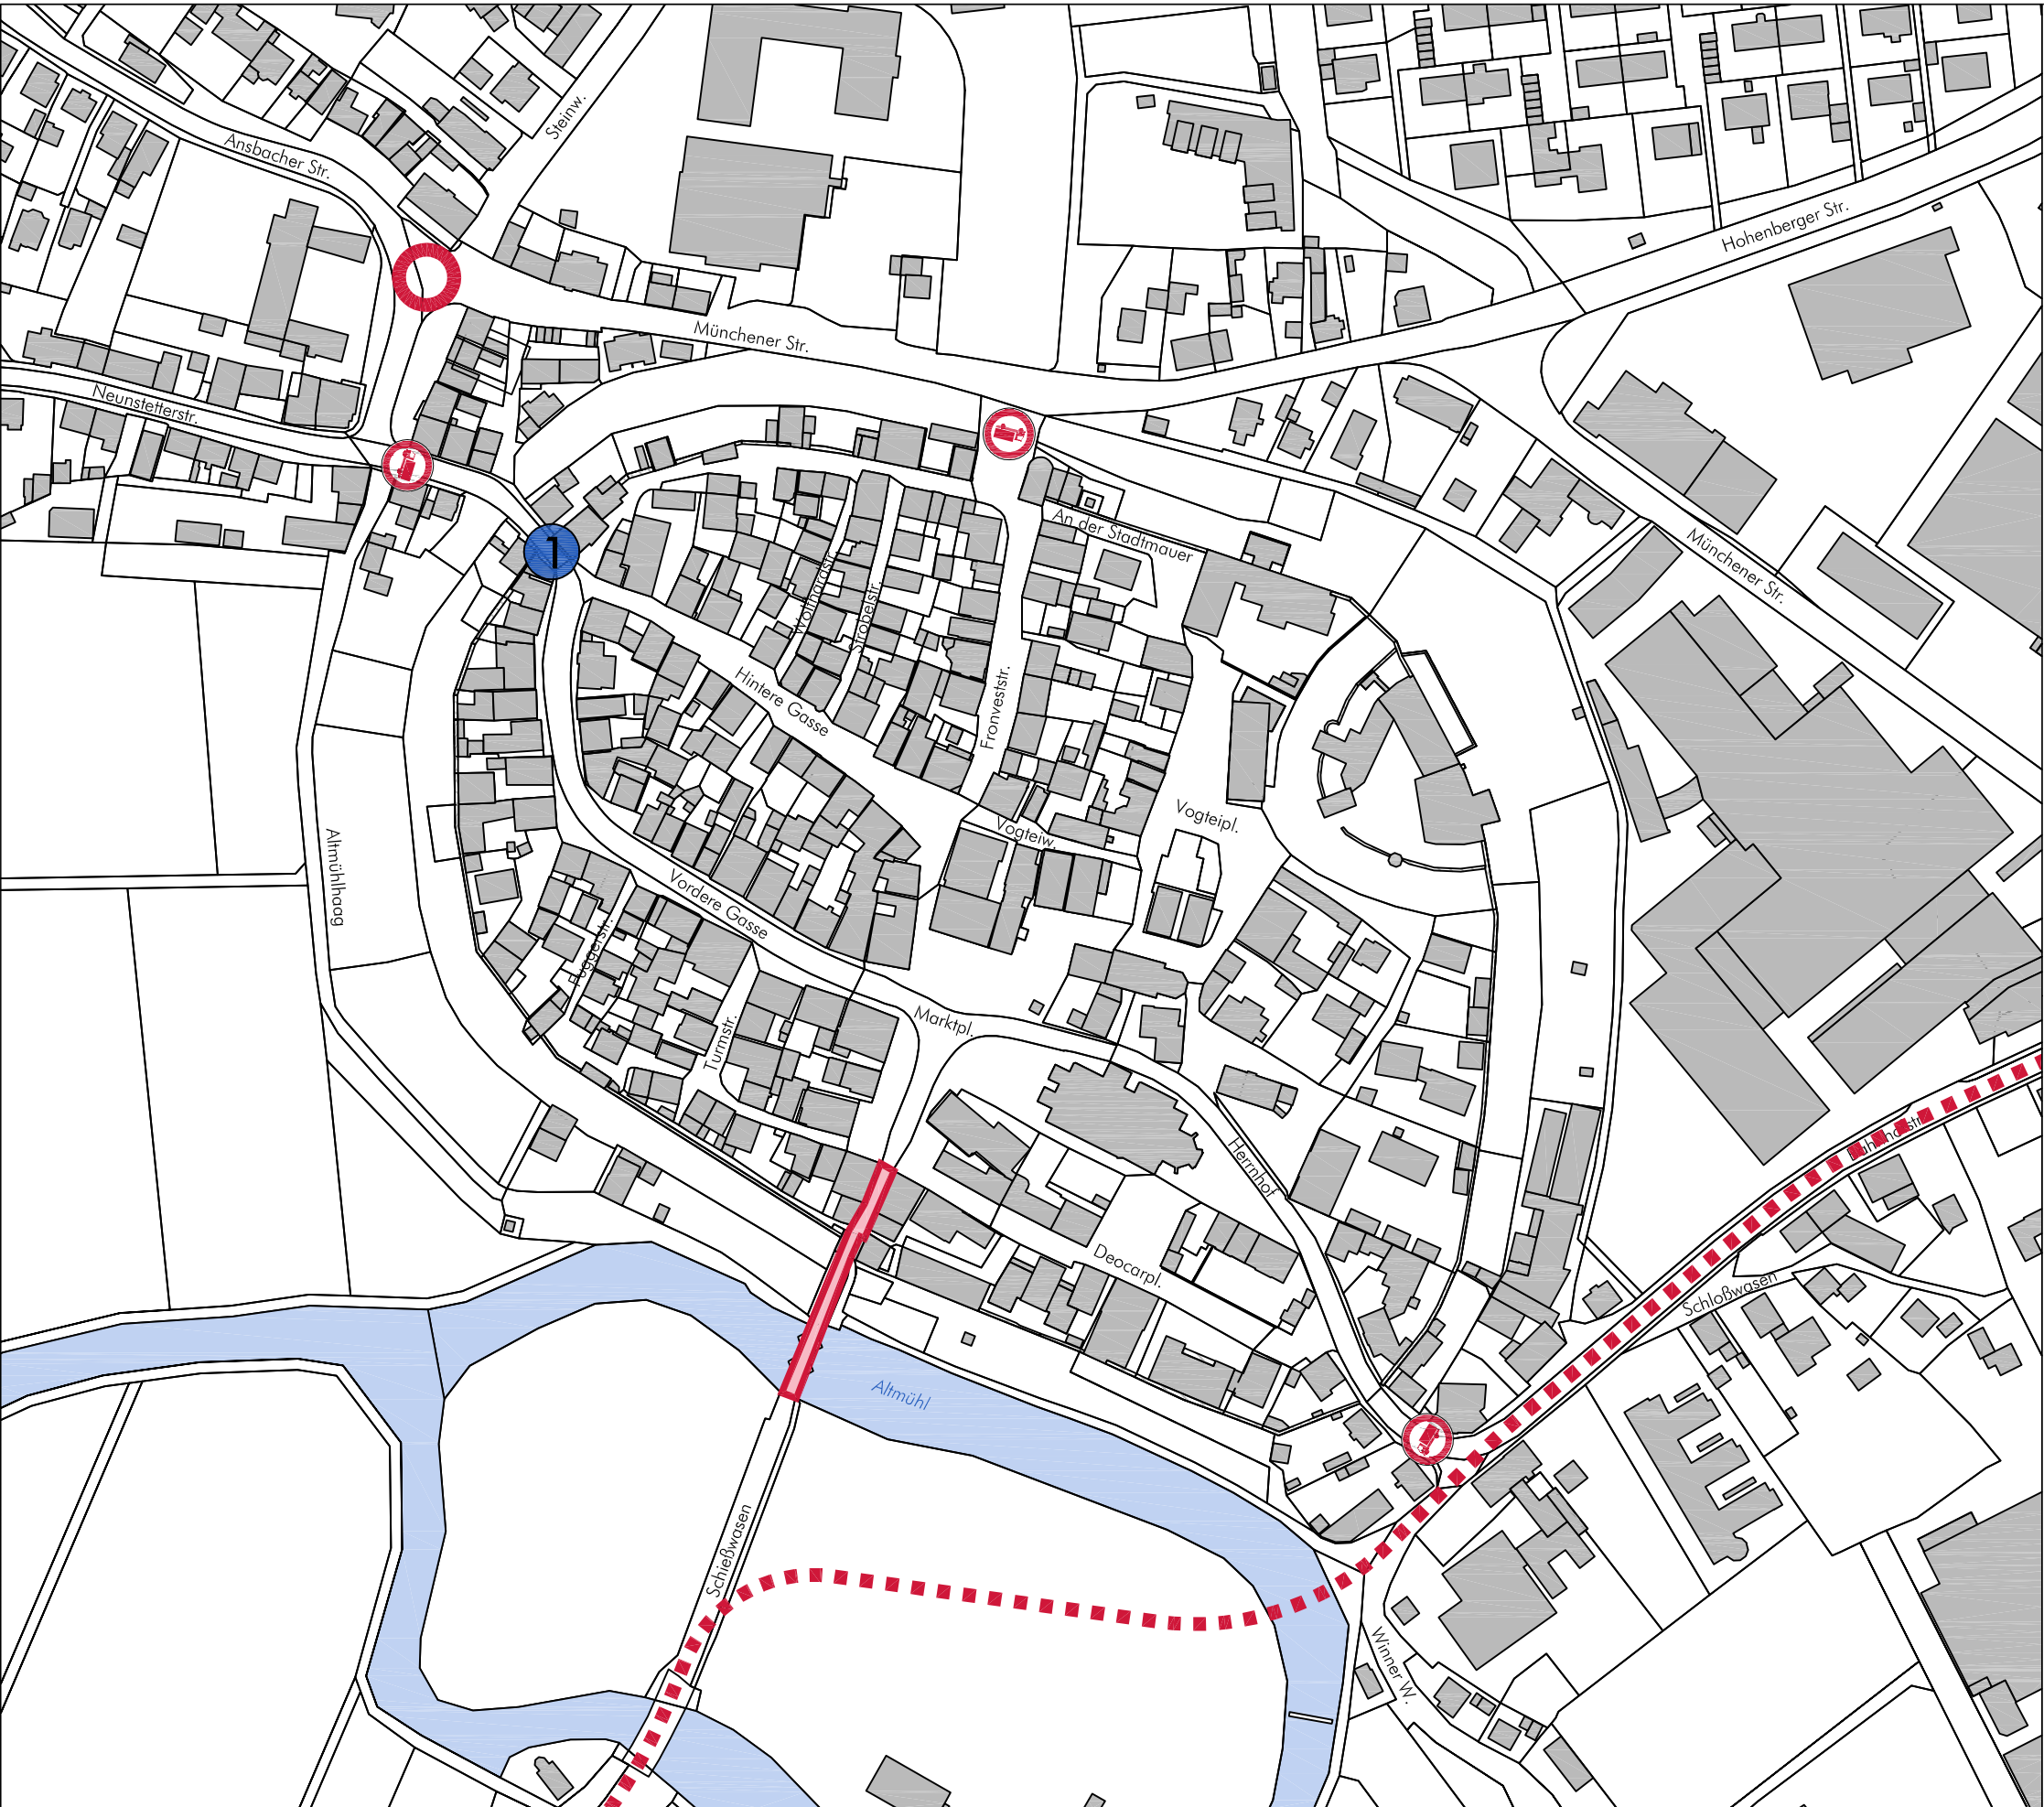 Steinw.
Ansbacher Str.
Hohenberger Str.
Münchener Str.
Neunstetterstr.
An der Stadtmauer
Münchener Str.
1
Wolfhardstr.
Strobelstr.
Hintere Gasse
Fronveststr.
Vogteipl.
Vogteiw.
Altmühlhaag
Vordere Gasse
Fuggerstr.
Marktpl.
Turmstr.
Herrnhof
Deocarpl.
Schloßwasen
Altmühl
Schießwasen
Winner W.